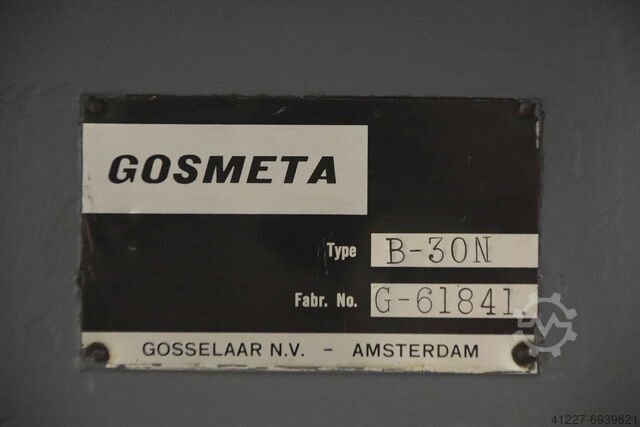 GOSMETA
Type B-30N
Fabr. No. G-61841
GOSSELAAR N.V. - AMSTERDAM
41227-6939621